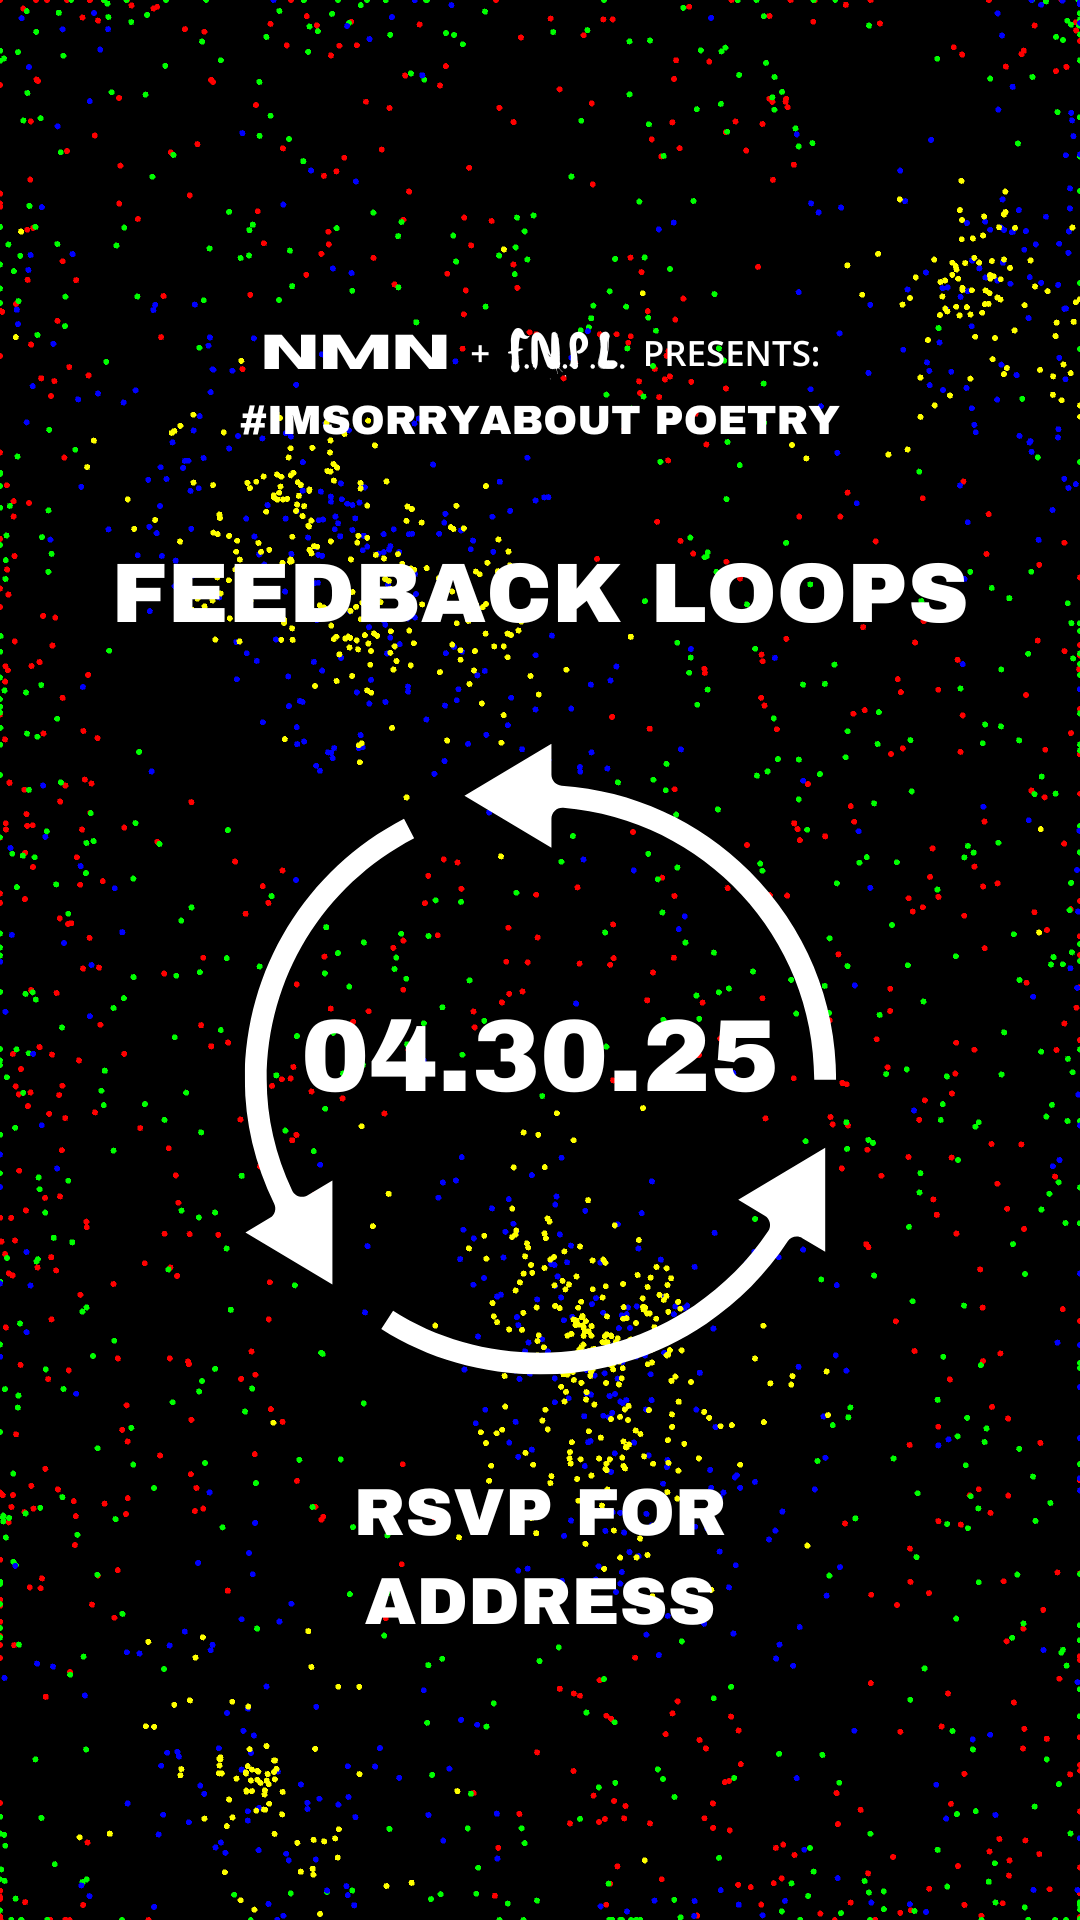 NMN + F.N.P.L. PRESENTS:
#IMSORRYABOUT POETRY
FEEDBACK LOOPS
04.30.25
RSVP FOR
ADDRESS